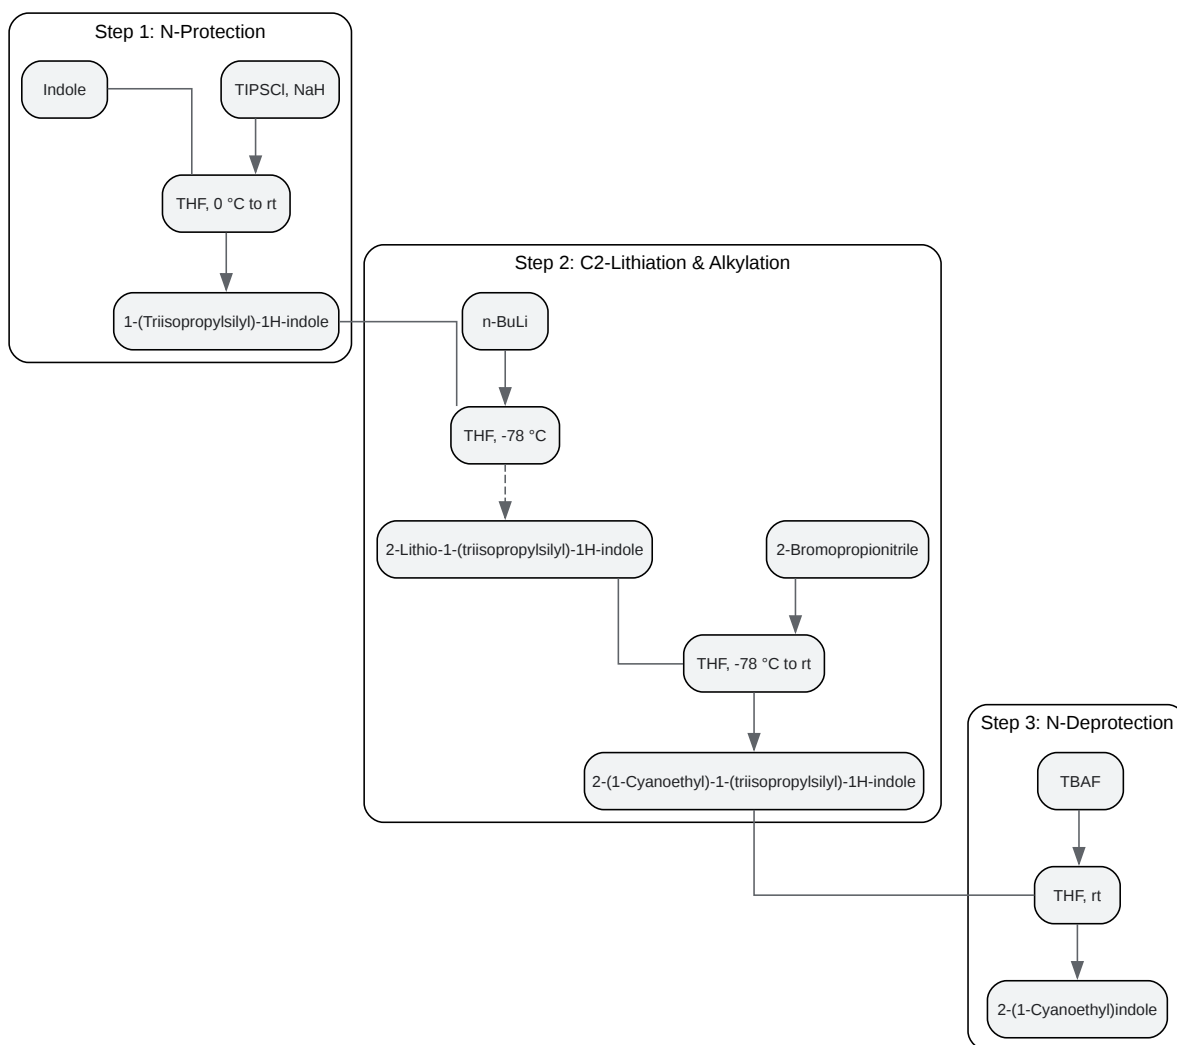 Step 1: N-Protection
Indole
TIPSCl, NaH
THF, 0 °C to rt
1-(Triisopropylsilyl)-1H-indole
Step 2: C2-Lithiation & Alkylation
n-BuLi
THF, -78 °C
2-Lithio-1-(triisopropylsilyl)-1H-indole
2-Bromopropionitrile
THF, -78 °C to rt
2-(1-Cyanoethyl)-1-(triisopropylsilyl)-1H-indole
Step 3: N-Deprotection
TBAF
THF, rt
2-(1-Cyanoethyl)indole